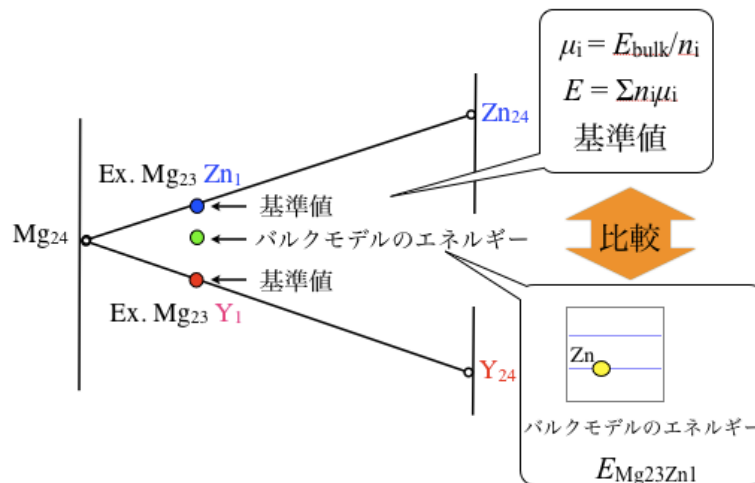 μi = Ebulk/ni
E = Σniμi
基準値
Zn24
Ex. Mg23 Zn1
基準値
Mg24
バルクモデルのエネルギー
比較
基準値
Ex. Mg23 Y1
Y24
Zn
バルクモデルのエネルギー
EMg23Zn1